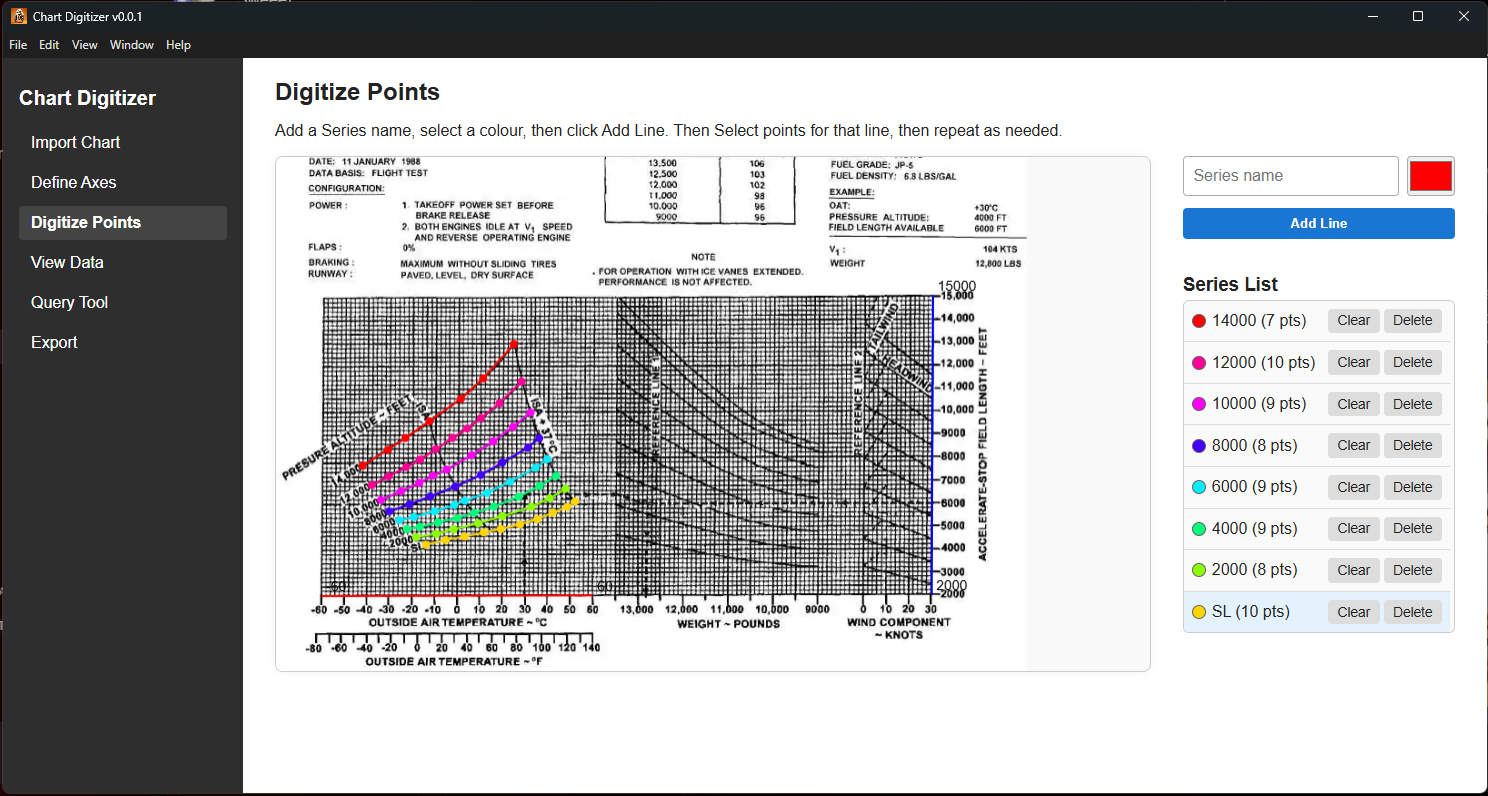 Chart Digitizer v0.0.1
File Edit View Window Help
Chart Digitizer
Import Chart
Define Axes
Digitize Points
View Data
Query Tool
Export
Digitize Points
Add a Series name, select a colour, then click Add Line. Then Select points for that line, then repeat as needed.
DATE: 11 JANUARY 1988
DATA BASIS: FLIGHT TEST
CONFIGURATION:
POWER : 1. TAKEOFF POWER SET BEFORE
BRAKE RELEASE
2. BOTH ENGINES IDLE AT V1 SPEED
AND REVERSE OPERATING ENGINE
FLAPS : 0%
BRAKING : MAXIMUM WITHOUT SLIDING TIRES
RUNWAY : PAVED, LEVEL, DRY SURFACE
13,500 106
12,500 103
12,000 102
11,000 98
10,000 96
9000 96
NOTE
. FOR OPERATION WITH ICE VANES EXTENDED.
PERFORMANCE IS NOT AFFECTED.
FUEL GRADE: JP-5
FUEL DENSITY: 6.8 LBS/GAL
EXAMPLE:
OAT: +30°C
PRESSURE ALTITUDE: 4000 FT
FIELD LENGTH AVAILABLE 6000 FT
V1 : 104 KTS
WEIGHT 12,800 LBS
15000
15,000
14,000
13,000
12,000
11,000
10,000
9000
8000
7000
6000
5000
4000
3000
2000
2000
ACCELERATE-STOP FIELD LENGTH ~ FEET
PRESURE ALTITUDE ~ FEET
ISA
ISA + 37°C
14,000
12,000
10,000
8000
6000
4000
2000
SL
REFERENCE LINE 1
REFERENCE LINE 2
TAILWIND
HEADWIND
-60
60
-60 -50 -40 -30 -20 -10 0 10 20 30 40 50 60
OUTSIDE AIR TEMPERATURE ~ °C
-80 -60 -40 -20 0 20 40 60 80 100 120 140
OUTSIDE AIR TEMPERATURE ~ °F
13,000 12,000 11,000 10,000 9000
WEIGHT ~ POUNDS
0 10 20 30
WIND COMPONENT
~ KNOTS
Series name
Add Line
Series List
14000 (7 pts) Clear Delete
12000 (10 pts) Clear Delete
10000 (9 pts) Clear Delete
8000 (8 pts) Clear Delete
6000 (9 pts) Clear Delete
4000 (9 pts) Clear Delete
2000 (8 pts) Clear Delete
SL (10 pts) Clear Delete